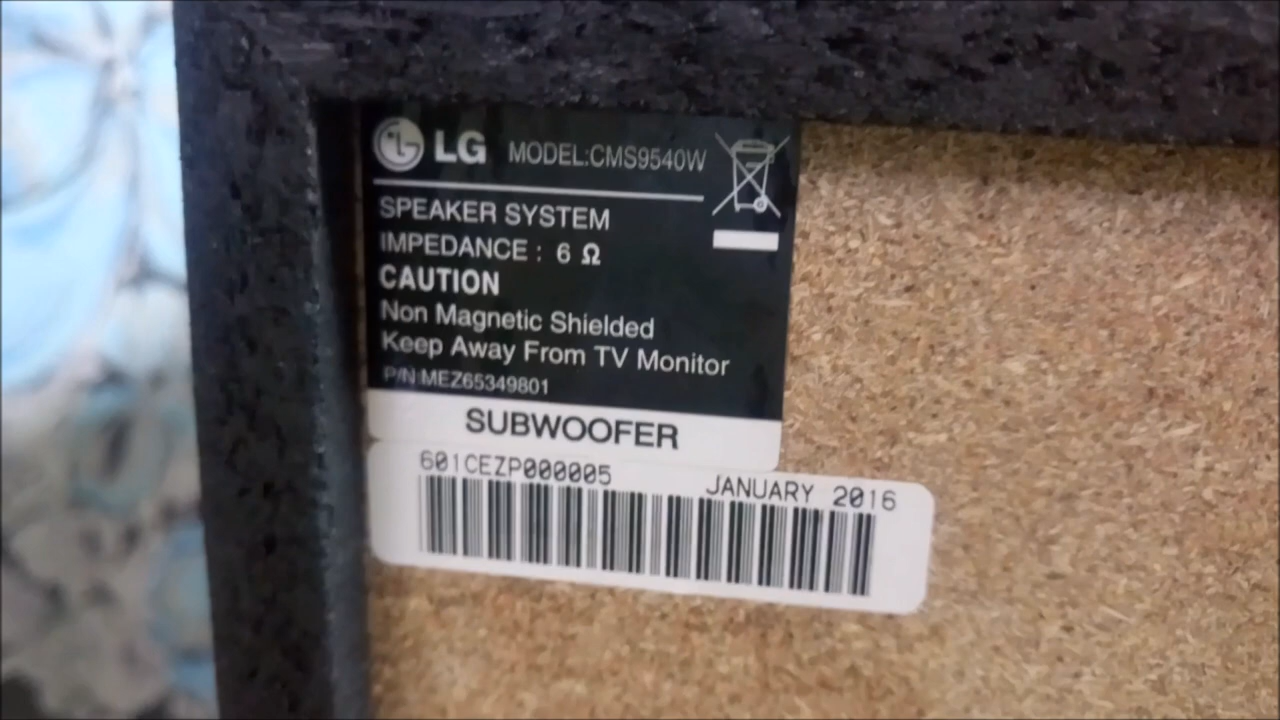 LG MODEL:CMS9540W
SPEAKER SYSTEM
IMPEDANCE : 6 Ω
CAUTION
Non Magnetic Shielded
Keep Away From TV Monitor
P/N MEZ65349801
SUBWOOFER
601CEZP000005 JANUARY 2016